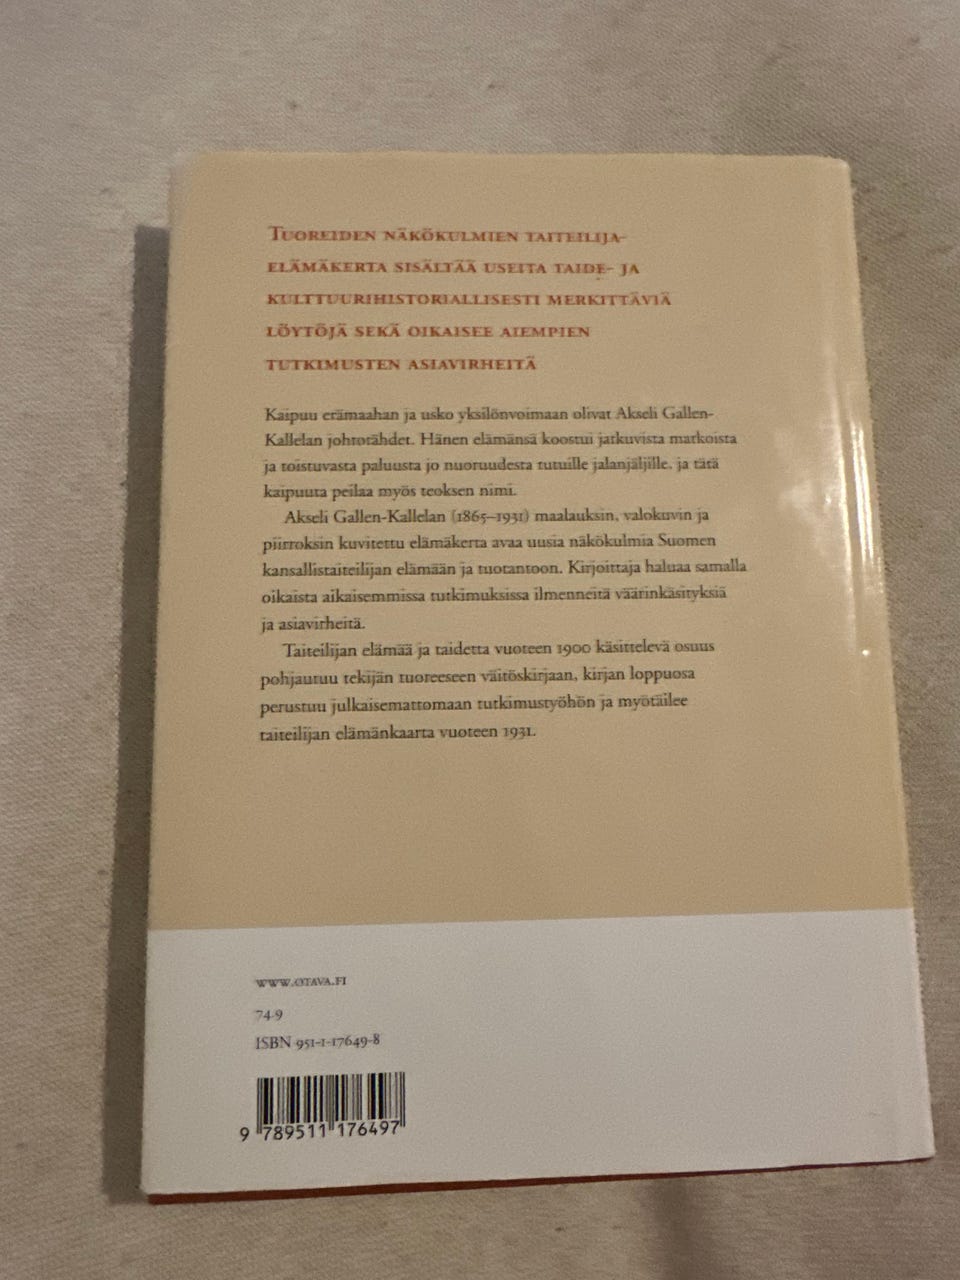 Tuoreiden näkökulmien taiteilija-
elämäkerta sisältää useita taide- ja
kulttuurihistoriallisesti merkittäviä
löytöjä sekä oikaisee aiempien
tutkimusten asiavirheitä
Kaipuu erämaahan ja usko yksilönvoimaan olivat Akseli Gallen-
Kallelan johtotähdet. Hänen elämänsä koostui jatkuvista matkoista
ja toistuvasta paluusta jo nuoruudesta tutuille jalanjäljille, ja tätä
kaipuuta peilaa myös teoksen nimi.
Akseli Gallen-Kallelan (1865–1931) maalauksin, valokuvin ja
piirroksin kuvitettu elämäkerta avaa uusia näkökulmia Suomen
kansallistaiteilijan elämään ja tuotantoon. Kirjoittaja haluaa samalla
oikaista aikaisemmissa tutkimuksissa ilmenneitä väärinkäsityksiä
ja asiavirheitä.
Taiteilijan elämää ja taidetta vuoteen 1900 käsittelevä osuus
pohjautuu tekijän tuoreeseen väitöskirjaan, kirjan loppuosa
perustuu julkaisemattomaan tutkimustyöhön ja myötäilee
taiteilijan elämänkaarta vuoteen 1931.
www.otava.fi
74.9
ISBN 951-1-17649-8
9 789511 176497